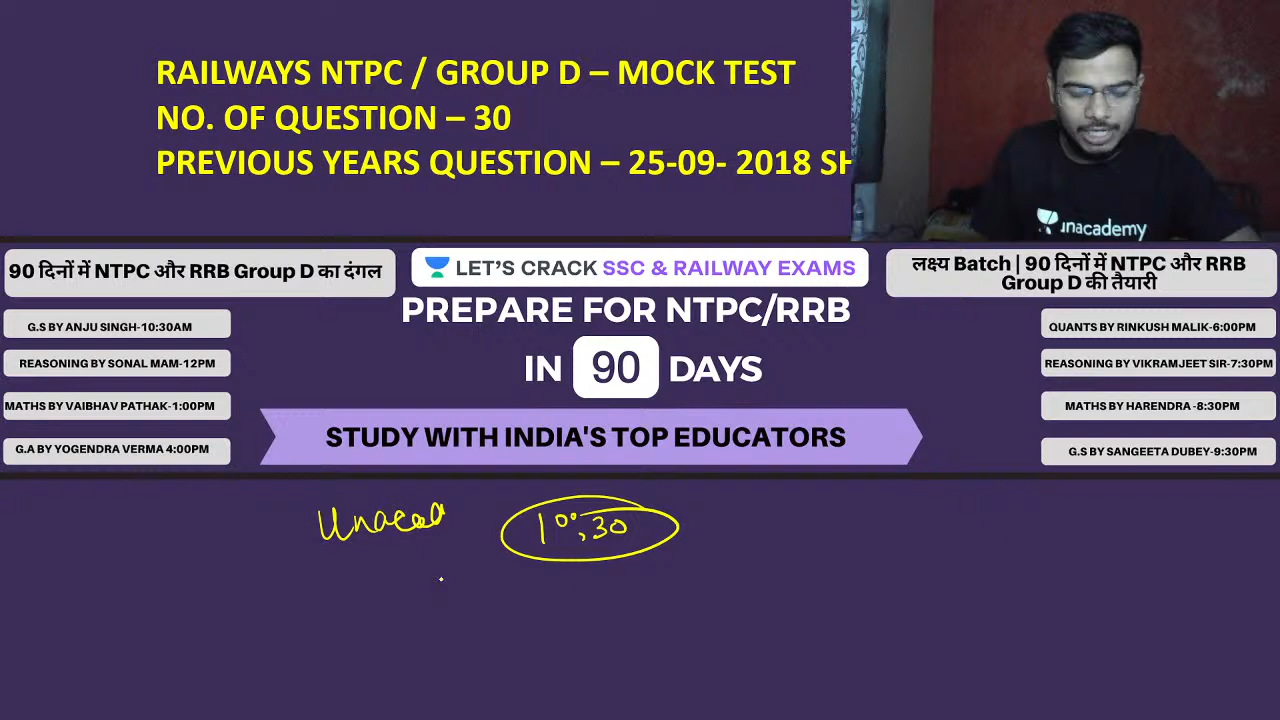 RAILWAYS NTPC / GROUP D – MOCK TEST
NO. OF QUESTION – 30
PREVIOUS YEARS QUESTION – 25-09- 2018 SH
unacademy
90 दिनों में NTPC और RRB Group D का दंगल
LET'S CRACK SSC & RAILWAY EXAMS
लक्ष्य Batch | 90 दिनों में NTPC और RRB
Group D की तैयारी
PREPARE FOR NTPC/RRB
IN 90 DAYS
STUDY WITH INDIA'S TOP EDUCATORS
G.S BY ANJU SINGH-10:30AM
REASONING BY SONAL MAM-12PM
MATHS BY VAIBHAV PATHAK-1:00PM
G.A BY YOGENDRA VERMA 4:00PM
QUANTS BY RINKUSH MALIK-6:00PM
REASONING BY VIKRAMJEET SIR-7:30PM
MATHS BY HARENDRA -8:30PM
G.S BY SANGEETA DUBEY-9:30PM
Unacad